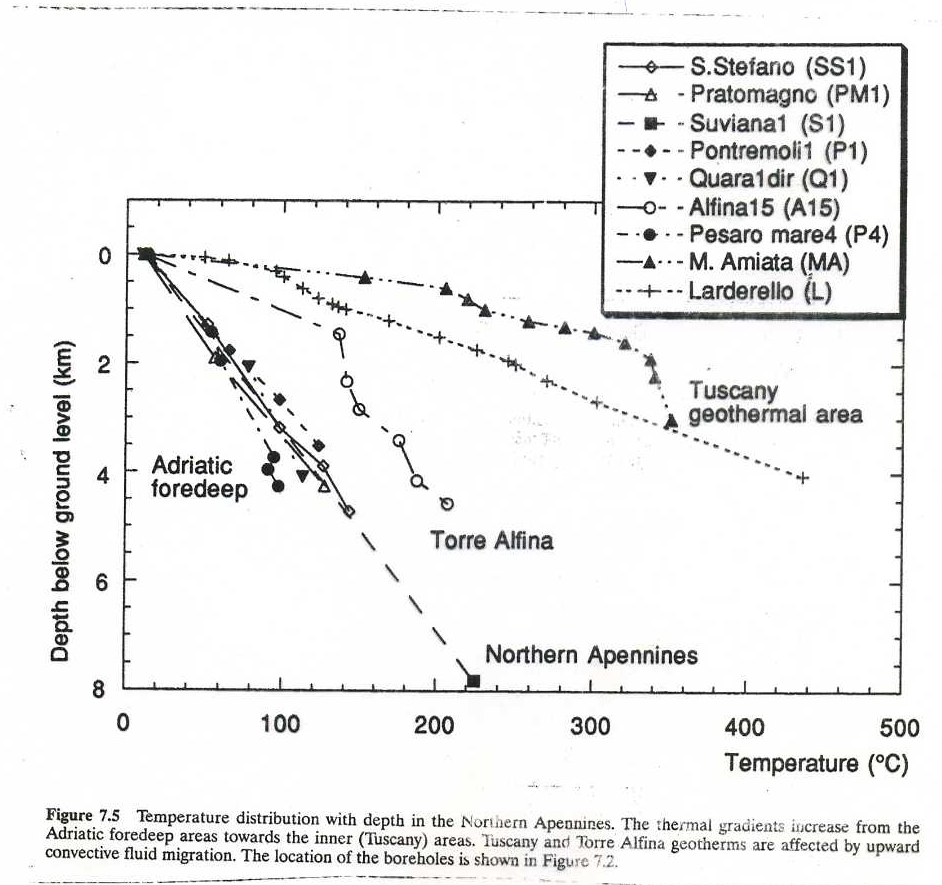 S.Stefano (SS1)
Pratomagno (PM1)
Suviana1 (S1)
Pontremoli1 (P1)
Quara1dir (Q1)
Alfina15 (A15)
Pesaro mare4 (P4)
M. Amiata (MA)
Larderello (L)
Depth below ground level (km)
0
2
4
6
8
Tuscany
geothermal area
Adriatic
foredeep
Torre Alfina
Northern Apennines
0
100
200
300
400
500
Temperature (ºC)
Figure 7.5 Temperature distribution with depth in the Northern Apennines. The thermal gradients increase from the
Adriatic foredeep areas towards the inner (Tuscany) areas. Tuscany and Torre Alfina geotherms are affected by upward
convective fluid migration. The location of the boreholes is shown in Figure 7.2.